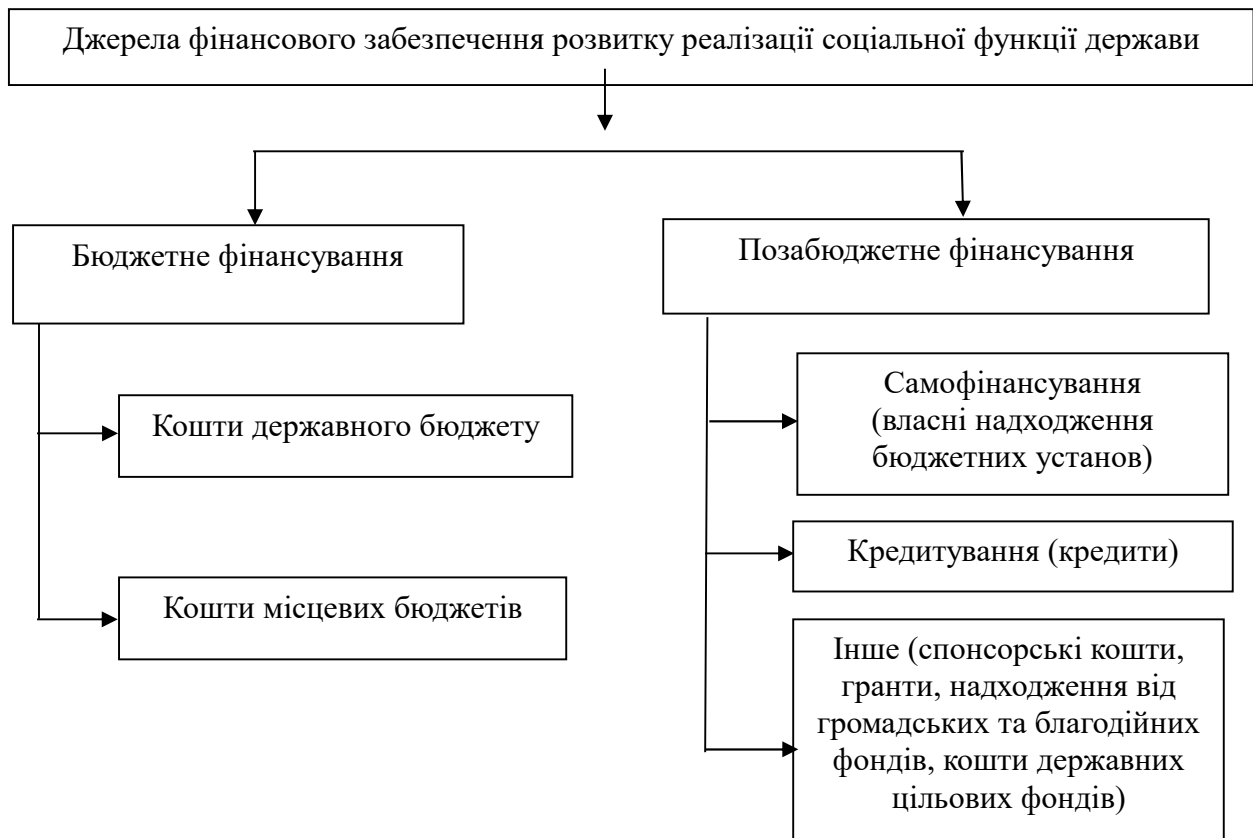 Джерела фінансового забезпечення розвитку реалізації соціальної функції держави
Бюджетне фінансування
Кошти державного бюджету
Кошти місцевих бюджетів
Позабюджетне фінансування
Самофінансування
(власні надходження
бюджетних установ)
Кредитування (кредити)
Інше (спонсорські кошти,
гранти, надходження від
громадських та благодійних
фондів, кошти державних
цільових фондів)